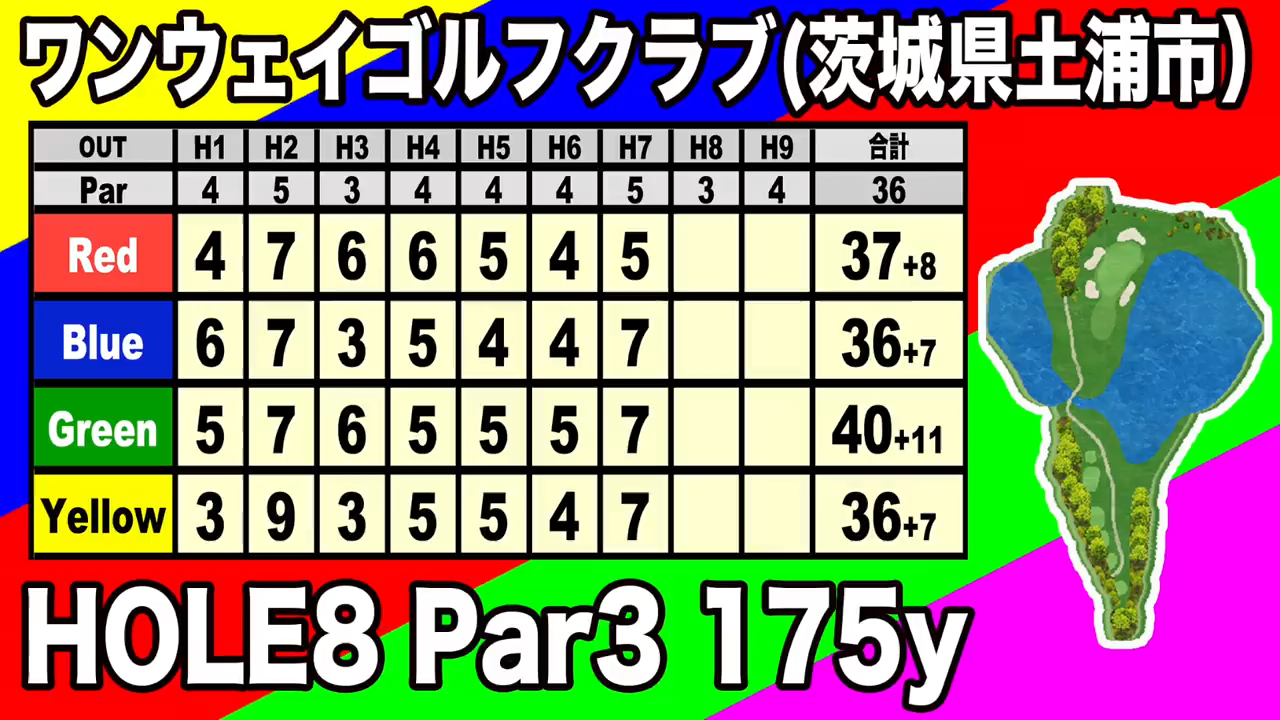 ワンウェイゴルフクラブ(茨城県土浦市)
OUT H1 H2 H3 H4 H5 H6 H7 H8 H9 合計
Par 4 5 3 4 4 4 5 3 4 36
Red 4 7 6 6 5 4 5 37+8
Blue 6 7 3 5 4 4 7 36+7
Green 5 7 6 5 5 5 7 40+11
Yellow 3 9 3 5 5 4 7 36+7
HOLE8 Par3 175y